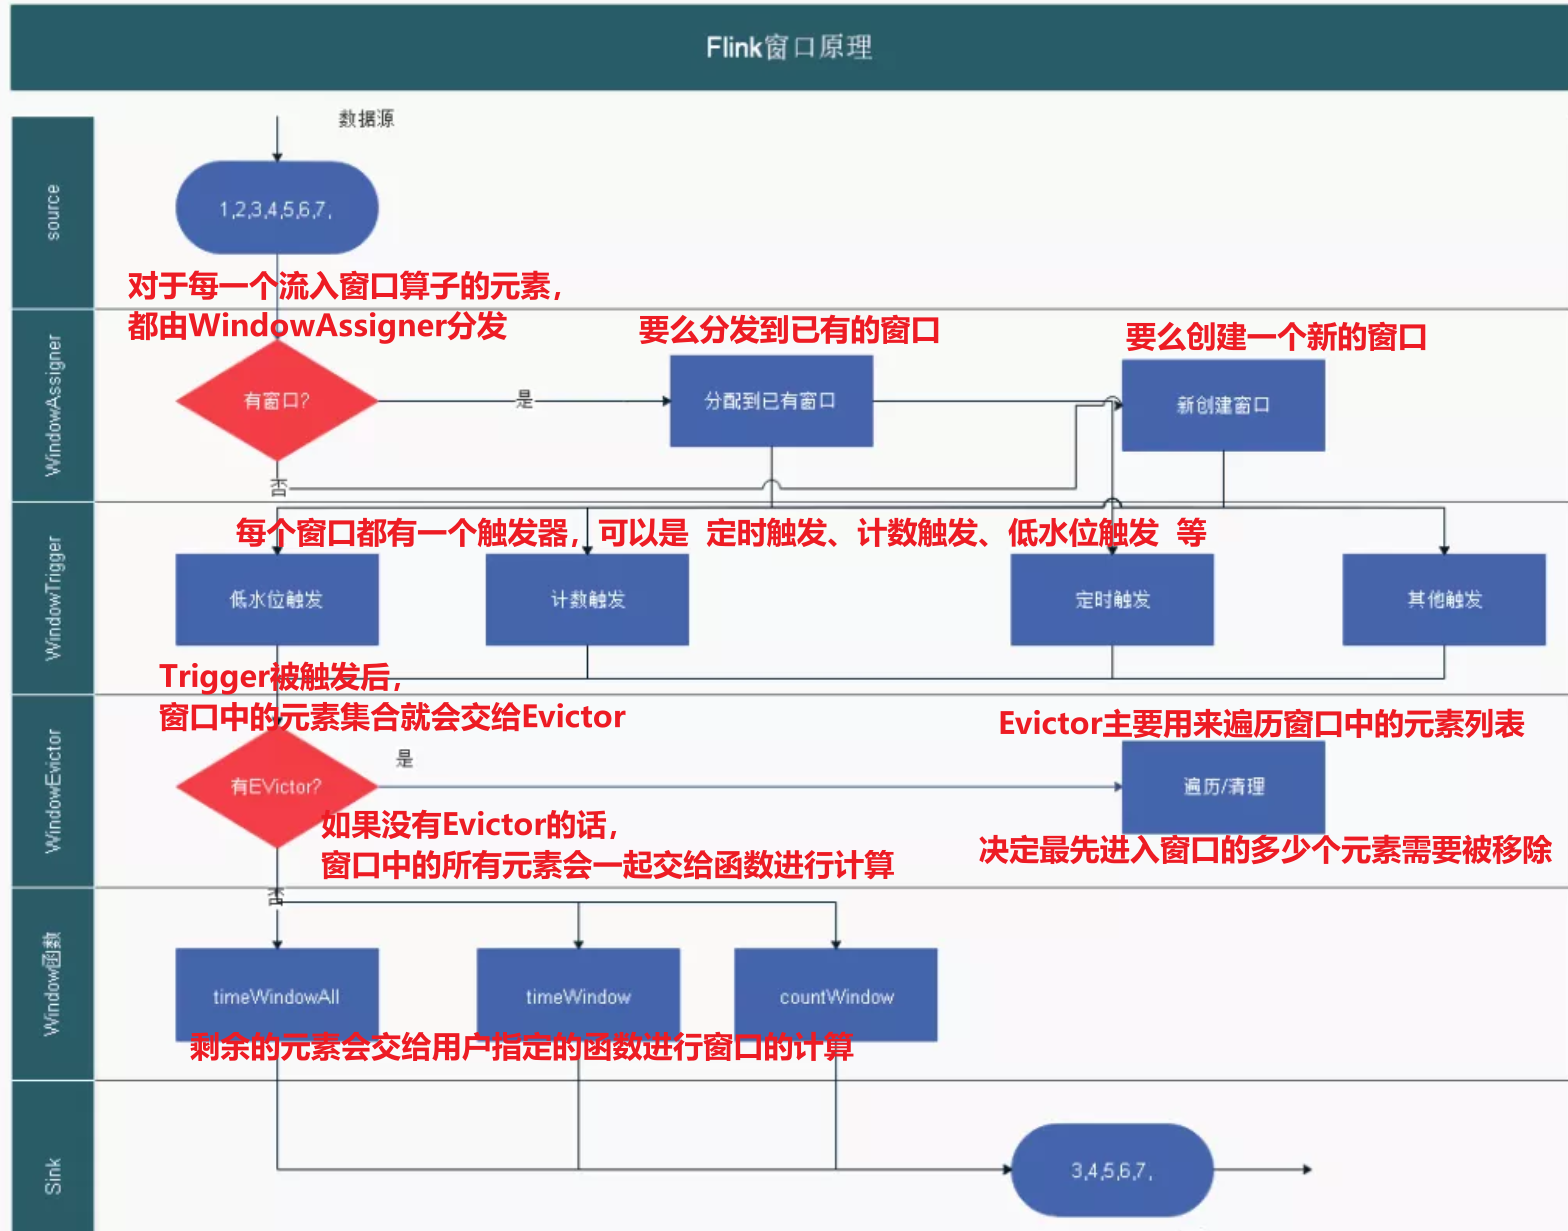 Flink窗口原理
数据源
source
1,2,3,4,5,6,7,
对于每一个流入窗口算子的元素，
都由WindowAssigner分发
要么分发到已有的窗口
要么创建一个新的窗口
WindowAssigner
有窗口?
是
分配到已有窗口
新创建窗口
否
每个窗口都有一个触发器，可以是 定时触发、计数触发、低水位触发 等
WindowTrigger
低水位触发
计数触发
定时触发
其他触发
Trigger被触发后，
窗口中的元素集合就会交给Evictor
Evictor主要用来遍历窗口中的元素列表
WindowEvictor
是
有EVictor?
遍历/清理
如果没有Evictor的话，
窗口中的所有元素会一起交给函数进行计算
决定最先进入窗口的多少个元素需要被移除
否
Window函数
timeWindowAll
timeWindow
countWindow
剩余的元素会交给用户指定的函数进行窗口的计算
Sink
3,4,5,6,7,